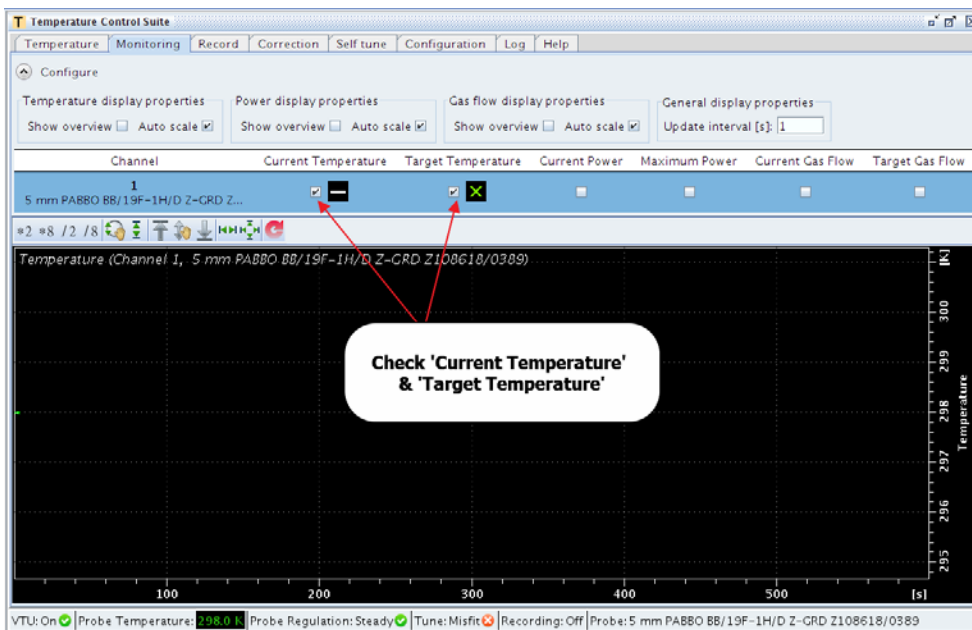 T Temperature Control Suite
Temperature Monitoring Record Correction Self tune Configuration Log Help
Configure
Temperature display properties Power display properties Gas flow display properties General display properties
Show overview Auto scale Show overview Auto scale Show overview Auto scale Update interval [s]: 1
Channel Current Temperature Target Temperature Current Power Maximum Power Current Gas Flow Target Gas Flow
1
5 mm PABBO BB/19F-1H/D Z-GRD Z...
*2 *8 /2 /8
Temperature (Channel 1, 5 mm PABBO BB/19F-1H/D Z-GRD Z108618/0389)
[K]
300
299
298
297
296
295
Temperature
Check 'Current Temperature'
& 'Target Temperature'
100 200 300 400 500 [s]
VTU: On Probe Temperature: 298.0 K Probe Regulation: Steady Tune: Misfit Recording: Off Probe: 5 mm PABBO BB/19F-1H/D Z-GRD Z108618/0389